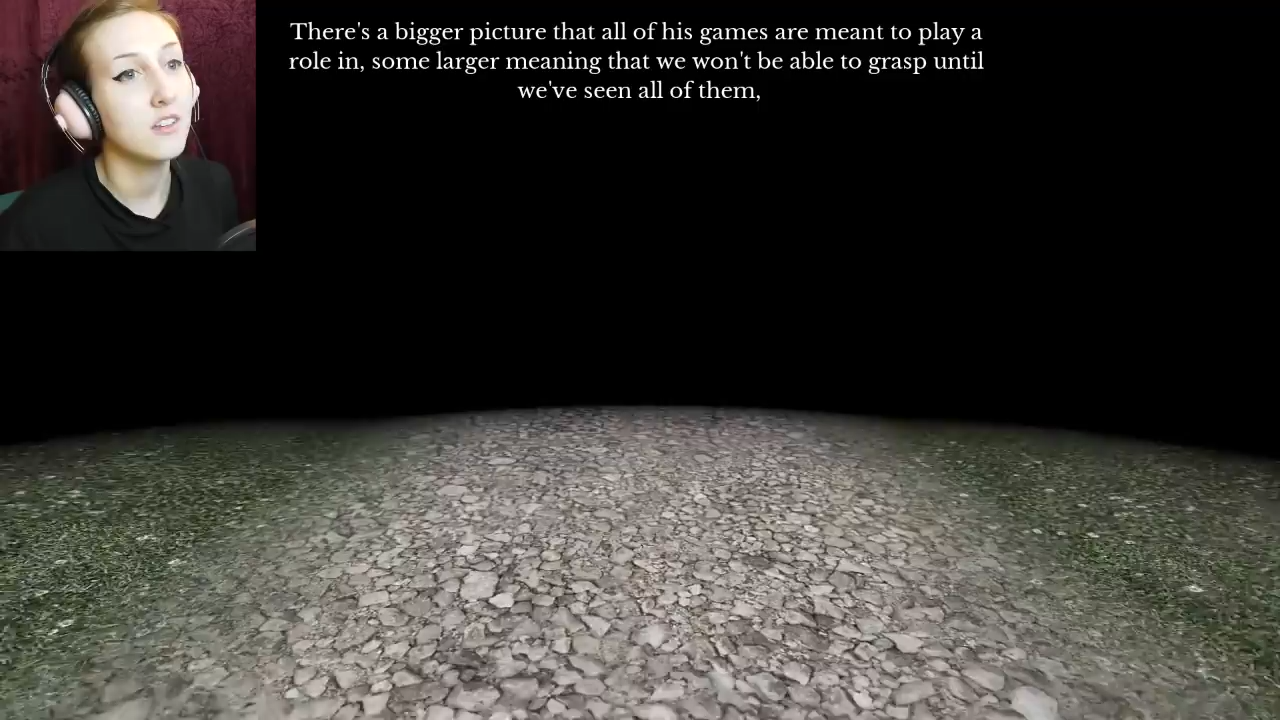 There's a bigger picture that all of his games are meant to play a
role in, some larger meaning that we won't be able to grasp until
we've seen all of them,